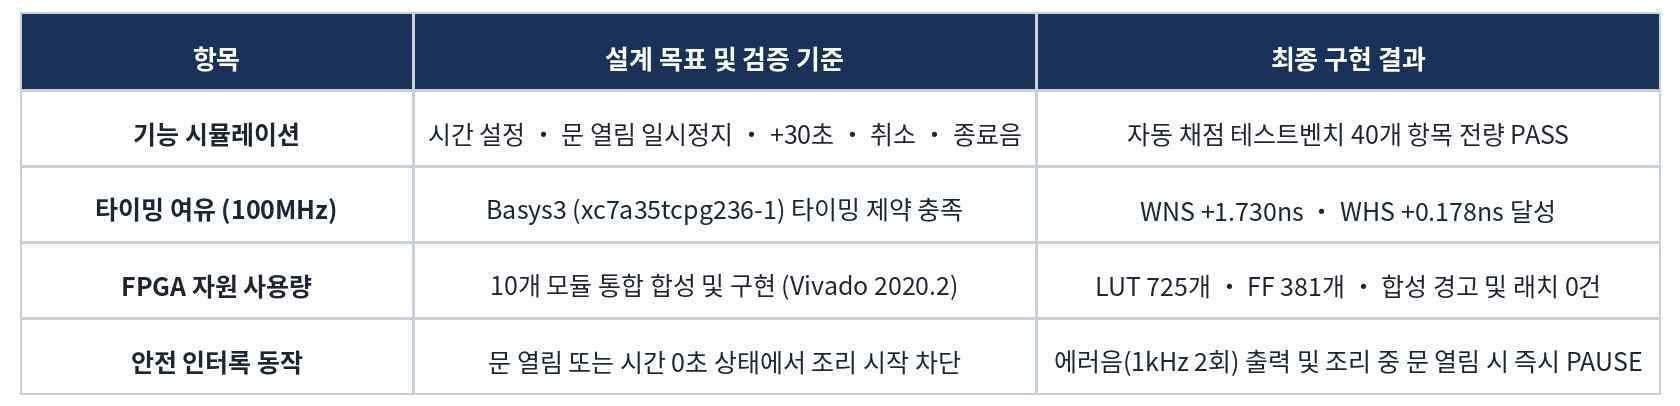 항목 설계 목표 및 검증 기준 최종 구현 결과
기능 시뮬레이션 시간 설정 • 문 열림 일시정지 • +30초 • 취소 • 종료음 자동 채점 테스트벤치 40개 항목 전량 PASS
타이밍 여유 (100MHz) Basys3 (xc7a35tcpg236-1) 타이밍 제약 충족 WNS +1.730ns • WHS +0.178ns 달성
FPGA 자원 사용량 10개 모듈 통합 합성 및 구현 (Vivado 2020.2) LUT 725개 • FF 381개 • 합성 경고 및 래치 0건
안전 인터록 동작 문 열림 또는 시간 0초 상태에서 조리 시작 차단 에러음(1kHz 2회) 출력 및 조리 중 문 열림 시 즉시 PAUSE